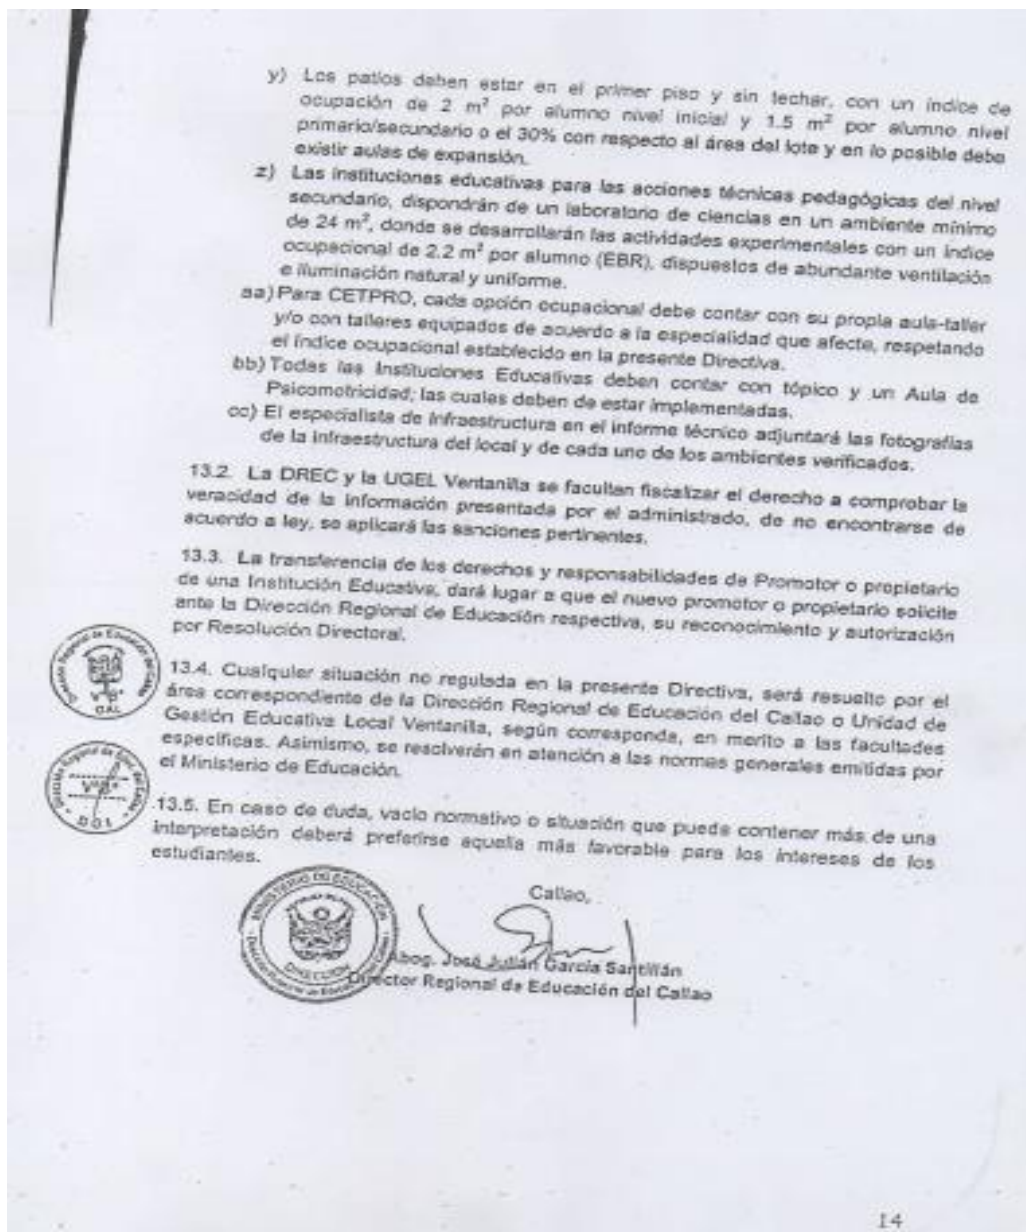 y) Los patios deben estar en el primer piso y sin techar, con un índice de
ocupación de 2 m² por alumno nivel inicial y 1.5 m² por alumno nivel
primario/secundario o el 30% con respecto al área del lote y en lo posible debe
existir aulas de expansión.
z) Las instituciones educativas para las acciones técnicas pedagógicas del nivel
secundario, dispondrán de un laboratorio de ciencias en un ambiente mínimo
de 24 m², donde se desarrollarán las actividades experimentales con un índice
ocupacional de 2.2 m² por alumno (EBR), dispuestos de abundante ventilación
e iluminación natural y uniforme.
aa) Para CETPRO, cada opción ocupacional debe contar con su propia aula-taller
y/o con talleres equipados de acuerdo a la especialidad que afecte, respetando
el índice ocupacional establecido en la presente Directiva.
bb) Todas las Instituciones Educativas deben contar con tópico y un Aula de
Psicomotricidad; las cuales deben de estar implementadas.
cc) El especialista de Infraestructura en el informe técnico adjuntará las fotografías
de la infraestructura del local y de cada uno de los ambientes verificados.
13.2. La DREC y la UGEL Ventanilla se facultan fiscalizar el derecho a comprobar la
veracidad de la información presentada por el administrado, de no encontrarse de
acuerdo a ley, se aplicará las sanciones pertinentes.
13.3. La transferencia de los derechos y responsabilidades de Promotor o propietario
de una Institución Educativa, dará lugar a que el nuevo promotor o propietario solicite
ante la Dirección Regional de Educación respectiva, su reconocimiento y autorización
por Resolución Directoral.
13.4. Cualquier situación no regulada en la presente Directiva, será resuelto por el
área correspondiente de la Dirección Regional de Educación del Callao o Unidad de
Gestión Educativa Local Ventanilla, según corresponda, en merito a las facultades
específicas. Asimismo, se resolverán en atención a las normas generales emitidas por
el Ministerio de Educación.
13.5. En caso de duda, vacío normativo o situación que puede contener más de una
interpretación deberá preferirse aquella más favorable para los intereses de los
estudiantes.
Callao,
MINISTERIO DE EDUCACIÓN
DIRECCION
Abog. José Julián García Santillán
Director Regional de Educación del Callao
14